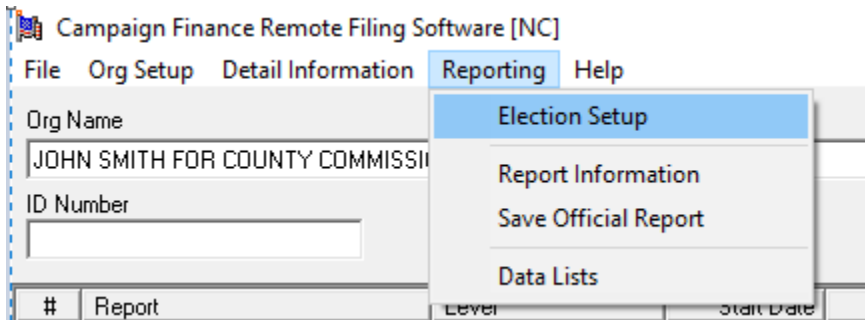 Campaign Finance Remote Filing Software [NC]
File Org Setup Detail Information Reporting Help
Org Name
Election Setup
JOHN SMITH FOR COUNTY COMMISSI
Report Information
ID Number
Save Official Report
Data Lists
# Report Level Start Date